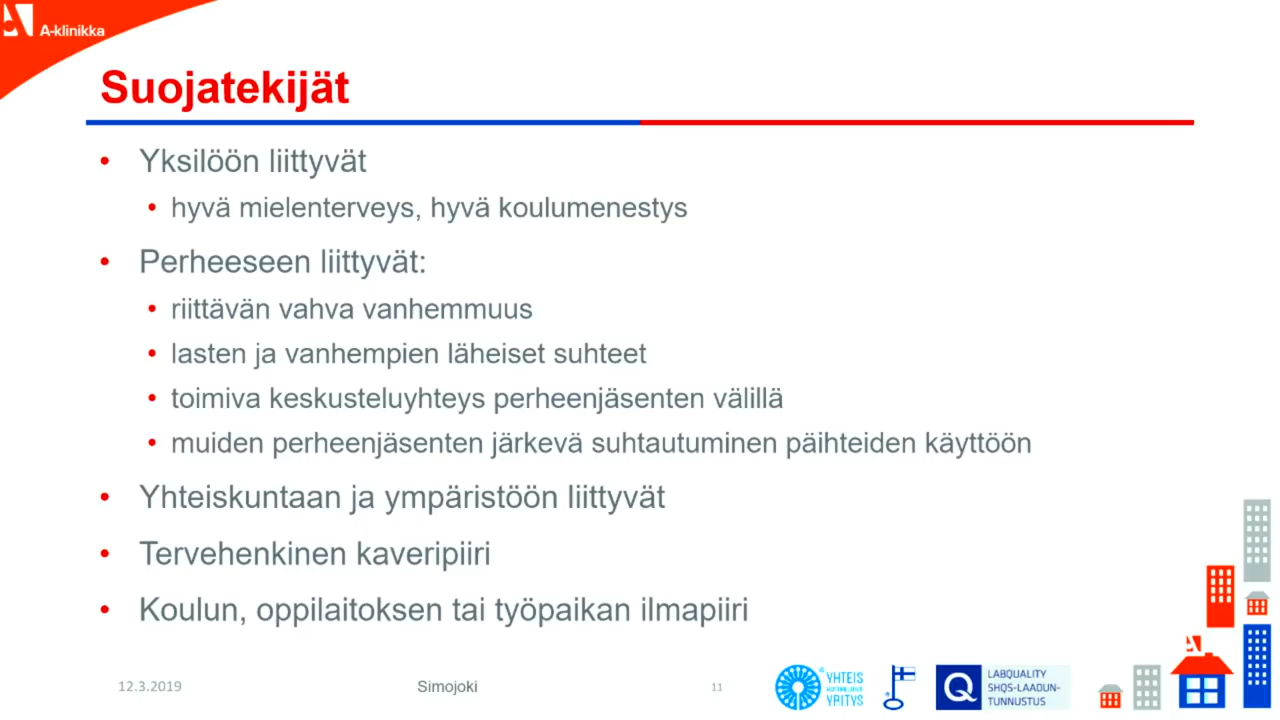 A-klinikka
Suojatekijät
• Yksilöön liittyvät
• hyvä mielenterveys, hyvä koulumenestys
• Perheeseen liittyvät:
• riittävän vahva vanhemmuus
• lasten ja vanhempien läheiset suhteet
• toimiva keskusteluyhteys perheenjäsenten välillä
• muiden perheenjäsenten järkevä suhtautuminen päihteiden käyttöön
• Yhteiskuntaan ja ympäristöön liittyvät
• Tervehenkinen kaveripiiri
• Koulun, oppilaitoksen tai työpaikan ilmapiiri
12.3.2019
Simojoki
11
YHTEIS
YRITYS
Q
LABQUALITY
SHQS-LAADUN-
TUNNUSTUS